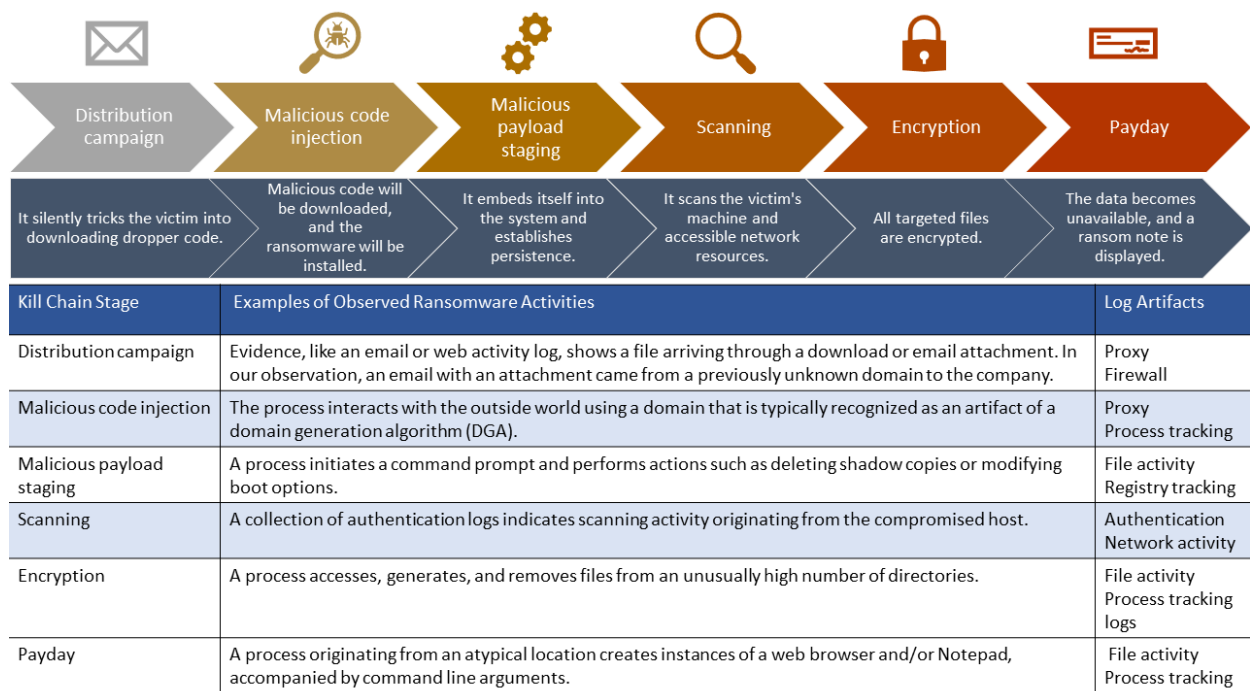 Distribution
campaign
Malicious code
injection
Malicious
payload
staging
Scanning
Encryption
Payday
It silently tricks the victim into
downloading dropper code.
Malicious code will
be downloaded,
and the
ransomware will be
installed.
It embeds itself into
the system and
establishes
persistence.
It scans the victim's
machine and
accessible network
resources.
All targeted files
are encrypted.
The data becomes
unavailable, and a
ransom note is
displayed.
Kill Chain Stage
Examples of Observed Ransomware Activities
Log Artifacts
Distribution campaign
Evidence, like an email or web activity log, shows a file arriving through a download or email attachment. In
our observation, an email with an attachment came from a previously unknown domain to the company.
Proxy
Firewall
Malicious code injection
The process interacts with the outside world using a domain that is typically recognized as an artifact of a
domain generation algorithm (DGA).
Proxy
Process tracking
Malicious payload
staging
A process initiates a command prompt and performs actions such as deleting shadow copies or modifying
boot options.
File activity
Registry tracking
Scanning
A collection of authentication logs indicates scanning activity originating from the compromised host.
Authentication
Network activity
Encryption
A process accesses, generates, and removes files from an unusually high number of directories.
File activity
Process tracking
logs
Payday
A process originating from an atypical location creates instances of a web browser and/or Notepad,
accompanied by command line arguments.
File activity
Process tracking